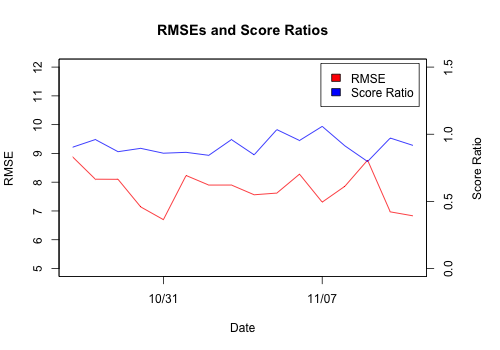 RMSEs and Score Ratios
RMSE
Score Ratio
12
11
10
9
8
7
6
5
RMSE
1.5
1.0
0.5
0.0
Score Ratio
10/31
11/07
Date